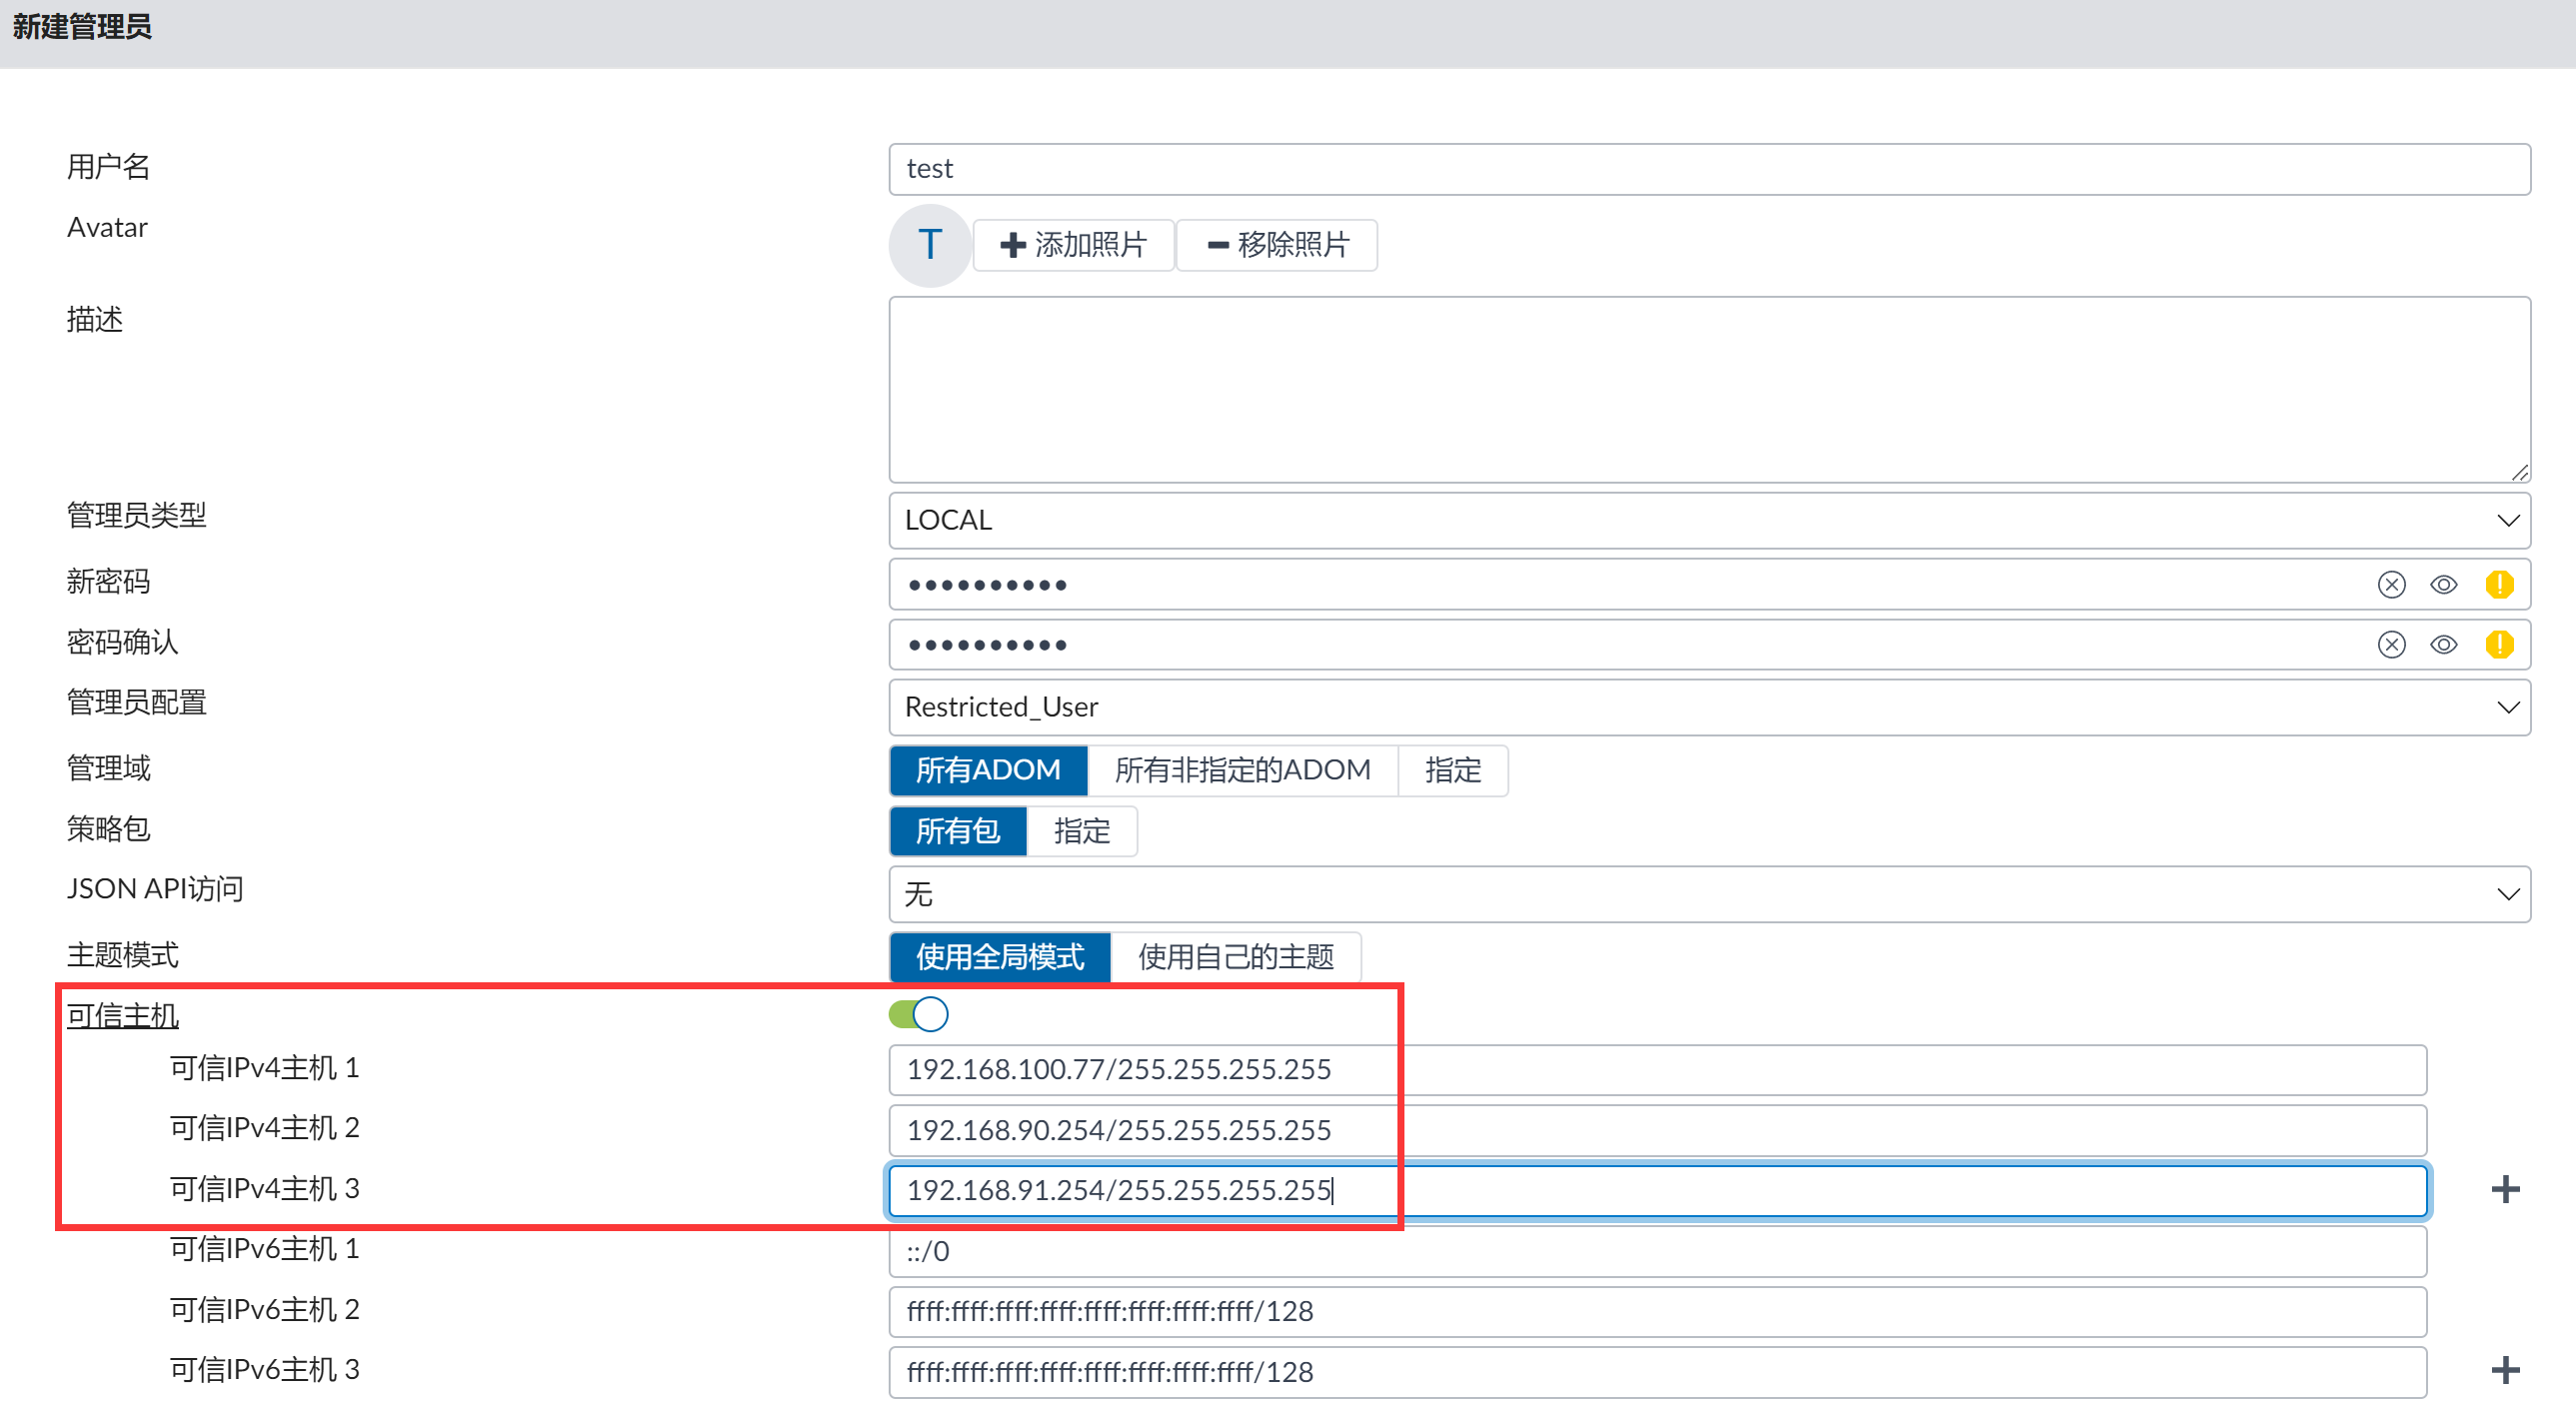 新建管理员
用户名 test
Avatar T 添加照片 移除照片
描述
管理员类型 LOCAL
新密码 ••••••••••
密码确认 ••••••••••
管理员配置 Restricted_User
管理域 所有ADOM 所有非指定的ADOM 指定
策略包 所有包 指定
JSON API访问 无
主题模式 使用全局模式 使用自己的主题
可信主机
可信IPv4主机 1 192.168.100.77/255.255.255.255
可信IPv4主机 2 192.168.90.254/255.255.255.255
可信IPv4主机 3 192.168.91.254/255.255.255.255
可信IPv6主机 1 ::/0
可信IPv6主机 2 ffff:ffff:ffff:ffff:ffff:ffff:ffff:ffff/128
可信IPv6主机 3 ffff:ffff:ffff:ffff:ffff:ffff:ffff:ffff/128